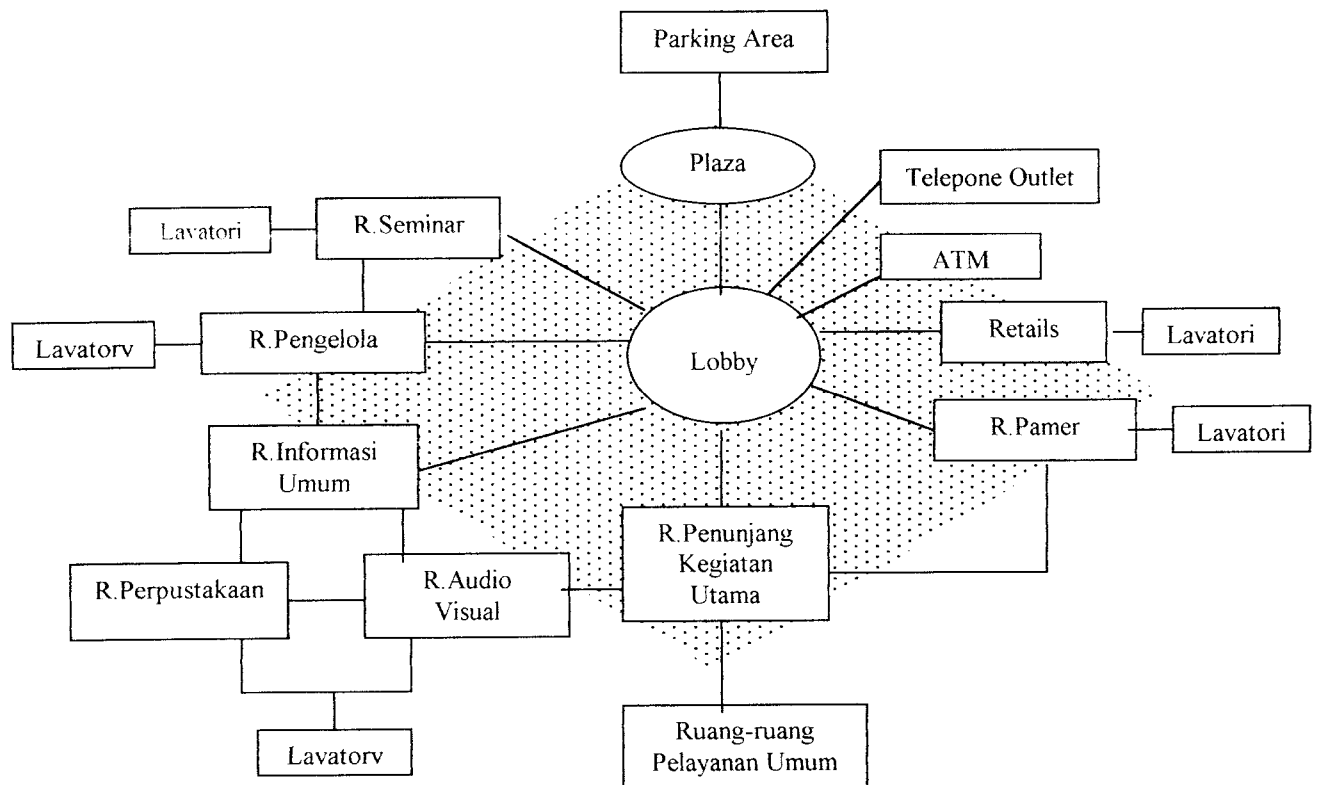 Parking Area
Plaza
Telepone Outlet
Lavatori
R.Seminar
ATM
Lavatorv
R.Pengelola
Lobby
Retails
Lavatori
R.Informasi
Umum
R.Pamer
Lavatori
R.Perpustakaan
R.Audio
Visual
R.Penunjang
Kegiatan
Utama
Lavatorv
Ruang-ruang
Pelayanan Umum